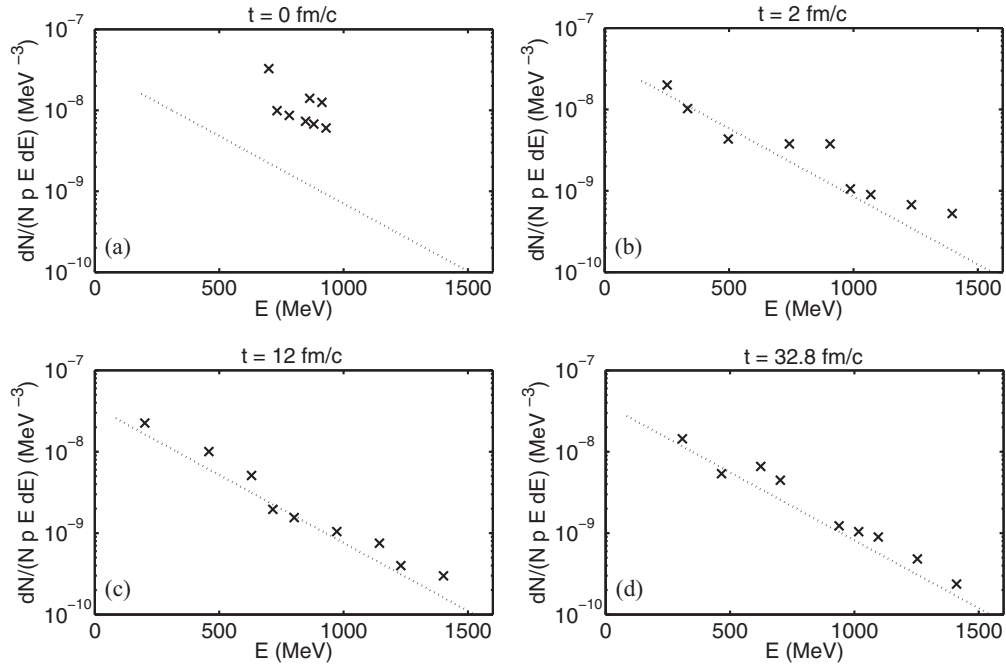 t = 0 fm/c
dN/(N p E dE) (MeV⁻³)
10⁻⁷
10⁻⁸
10⁻⁹
10⁻¹⁰
(a)
0 500 1000 1500
E (MeV)
t = 2 fm/c
dN/(N p E dE) (MeV⁻³)
10⁻⁷
10⁻⁸
10⁻⁹
10⁻¹⁰
(b)
0 500 1000 1500
E (MeV)
t = 12 fm/c
dN/(N p E dE) (MeV⁻³)
10⁻⁷
10⁻⁸
10⁻⁹
10⁻¹⁰
(c)
0 500 1000 1500
E (MeV)
t = 32.8 fm/c
dN/(N p E dE) (MeV⁻³)
10⁻⁷
10⁻⁸
10⁻⁹
10⁻¹⁰
(d)
0 500 1000 1500
E (MeV)